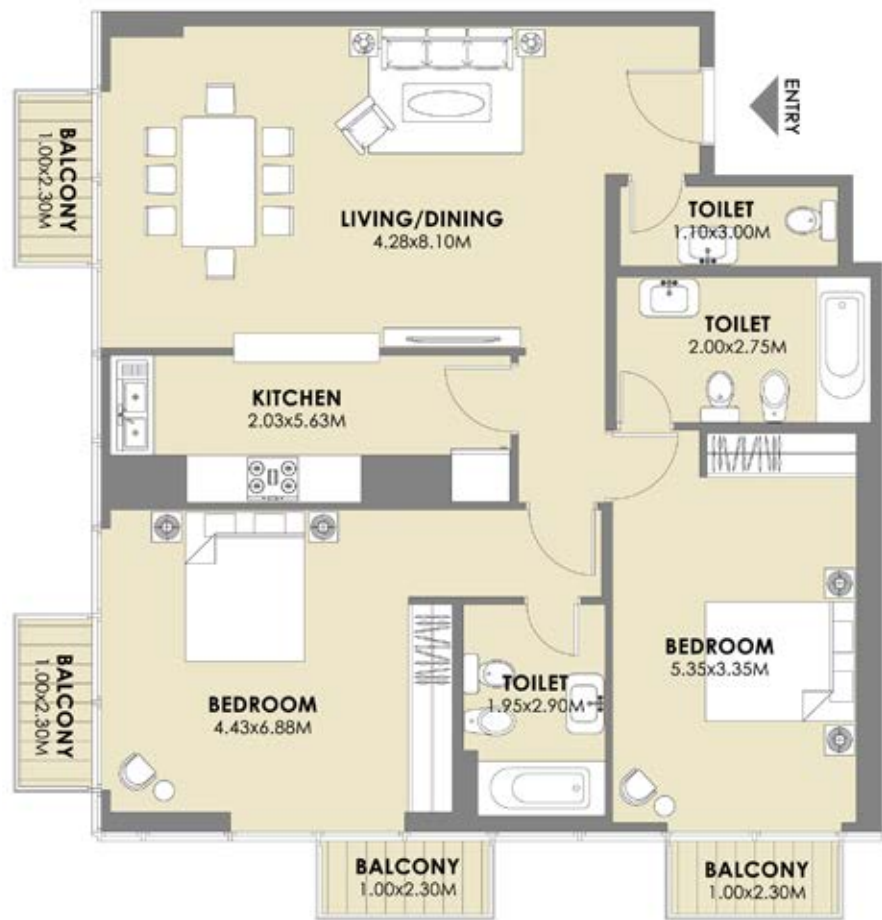 ENTRY
BALCONY
1.00x2.30M
LIVING/DINING
4.28x8.10M
TOILET
1.10x3.00M
TOILET
2.00x2.75M
KITCHEN
2.03x5.63M
BEDROOM
4.43x6.88M
TOILET
1.95x2.90M
BEDROOM
5.35x3.35M
BALCONY
1.00x2.30M
BALCONY
1.00x2.30M
BALCONY
1.00x2.30M